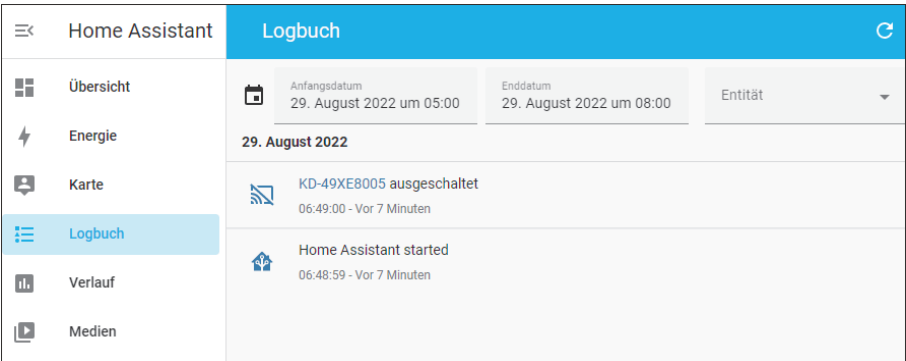 Home Assistant
Übersicht
Energie
Karte
Logbuch
Verlauf
Medien
Logbuch
Anfangsdatum
29. August 2022 um 05:00
Enddatum
29. August 2022 um 08:00
Entität
29. August 2022
KD-49XE8005 ausgeschaltet
06:49:00 - Vor 7 Minuten
Home Assistant started
06:48:59 - Vor 7 Minuten